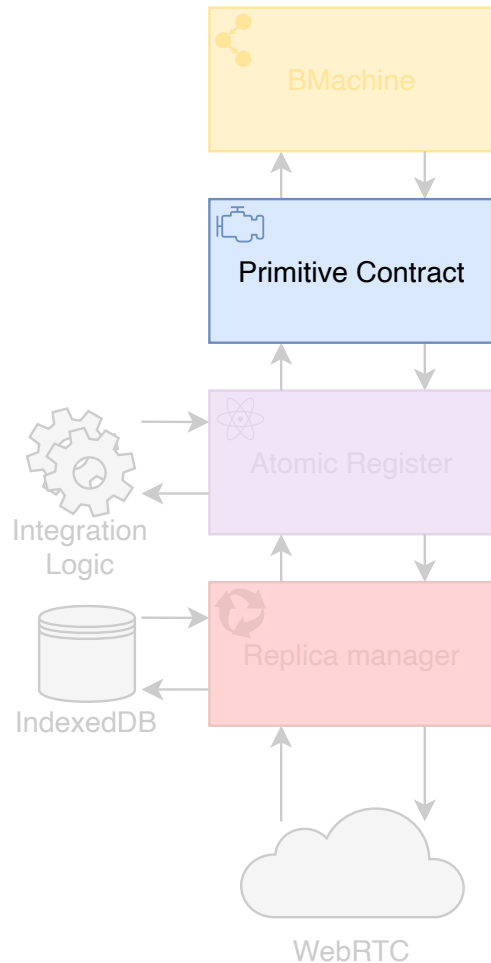 BMachine
Primitive Contract
Atomic Register
Integration
Logic
Replica manager
IndexedDB
WebRTC